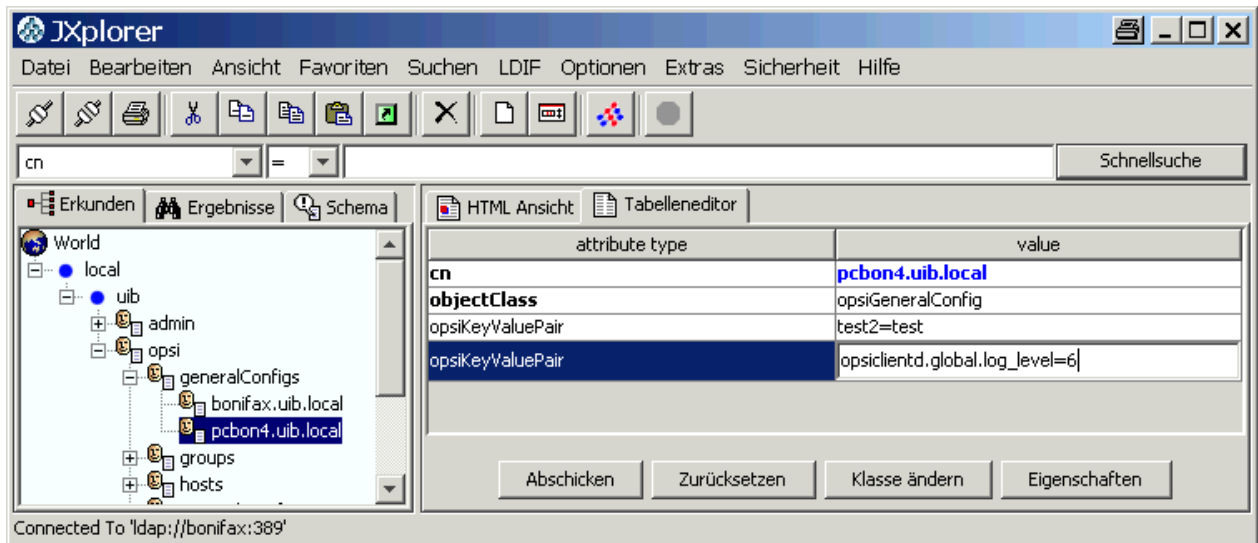 JXplorer
Datei Bearbeiten Ansicht Favoriten Suchen LDIF Optionen Extras Sicherheit Hilfe
cn = Schnellsuche
Erkunden Ergebnisse Schema
World
local
uib
admin
opsi
generalConfigs
bonifax.uib.local
pcbon4.uib.local
groups
hosts
HTML Ansicht Tabelleneditor
attribute type value
cn pcbon4.uib.local
objectClass opsiGeneralConfig
opsiKeyValuePair test2=test
opsiKeyValuePair opsiclientd.global.log_level=6
Abschicken Zurücksetzen Klasse ändern Eigenschaften
Connected To 'ldap://bonifax:389'